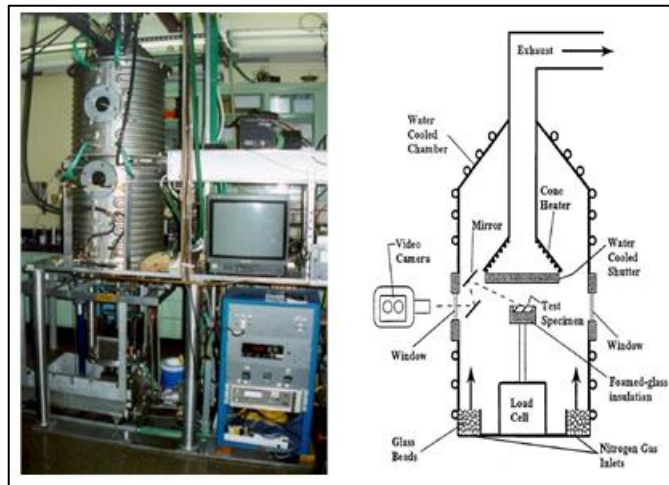 Exhaust
Water
Cooled
Chamber
Cone
Heater
Mirror
Video
Camera
Water
Cooled
Shutter
Test
Specimen
Window
Window
Foamed-glass
insulation
Load
Cell
Glass
Beads
Nitrogen Gas
Inlets